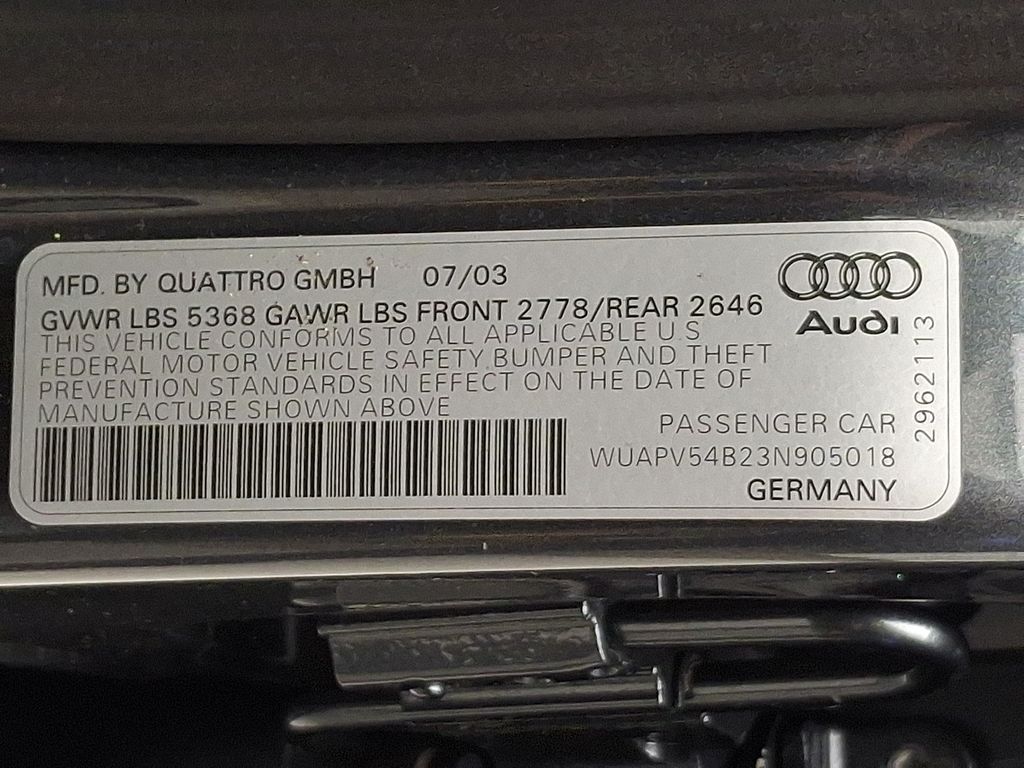 MFD. BY QUATTRO GMBH 07/03
GVWR LBS 5368 GAWR LBS FRONT 2778/REAR 2646
THIS VEHICLE CONFORMS TO ALL APPLICABLE U.S
FEDERAL MOTOR VEHICLE SAFETY BUMPER AND THEFT
PREVENTION STANDARDS IN EFFECT ON THE DATE OF
MANUFACTURE SHOWN ABOVE
Audi
2962113
PASSENGER CAR
WUAPV54B23N905018
GERMANY